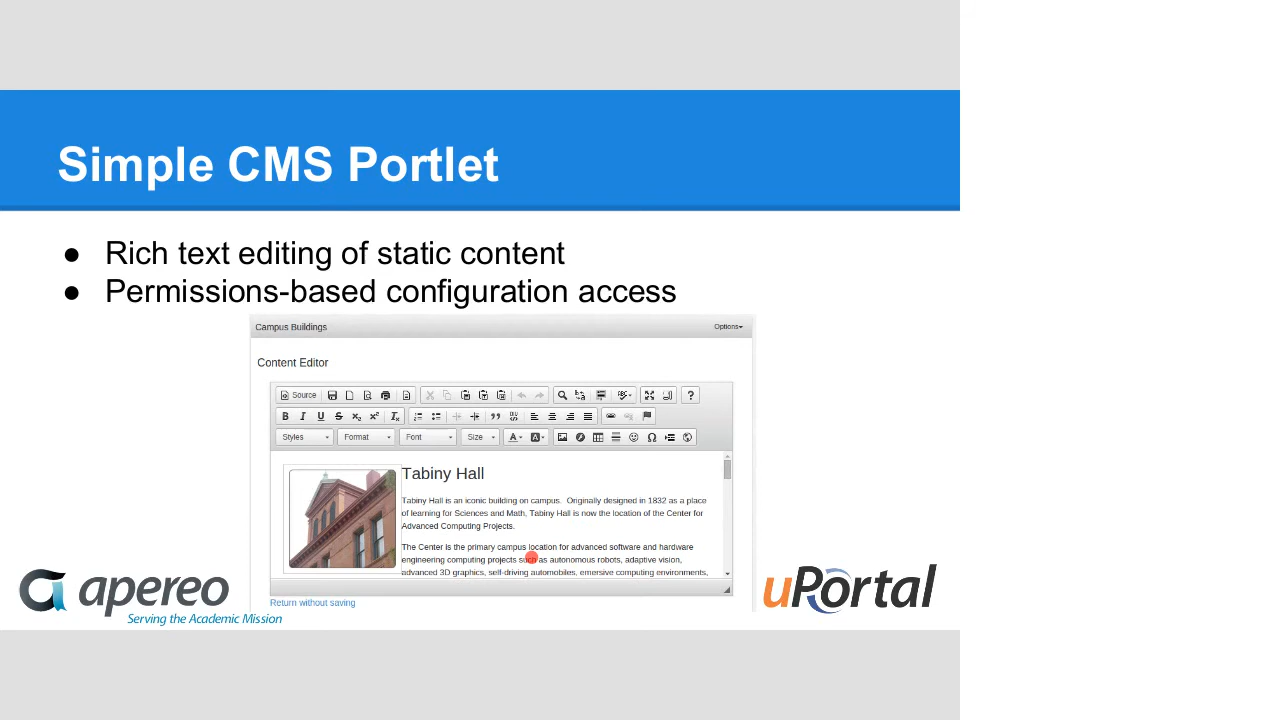 Simple CMS Portlet
● Rich text editing of static content
● Permissions-based configuration access
Campus Buildings
Options
Content Editor
Source
B I U S x₂ x² Iₓ
Styles Format Font Size A A
Tabiny Hall
Tabiny Hall is an iconic building on campus. Originally designed in 1832 as a place
of learning for Sciences and Math, Tabiny Hall is now the location of the Center for
Advanced Computing Projects.
The Center is the primary campus location for advanced software and hardware
engineering computing projects such as autonomous robots, adaptive vision,
advanced 3D graphics, self-driving automobiles, emersive computing environments,
Return without saving
apereo
Serving the Academic Mission
uPortal